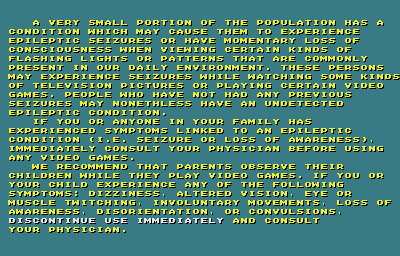 A VERY SMALL PORTION OF THE POPULATION HAS A
CONDITION WHICH MAY CAUSE THEM TO EXPERIENCE
EPILEPTIC SEIZURES OR HAVE MOMENTARY LOSS OF
CONSCIOUSNESS WHEN VIEWING CERTAIN KINDS OF
FLASHING LIGHTS OR PATTERNS THAT ARE COMMONLY
PRESENT IN OUR DAILY ENVIRONMENT. THESE PERSONS
MAY EXPERIENCE SEIZURES WHILE WATCHING SOME KINDS
OF TELEVISION PICTURES OR PLAYING CERTAIN VIDEO
GAMES. PEOPLE WHO HAVE NOT HAD ANY PREVIOUS
SEIZURES MAY NONETHLESS HAVE AN UNDETECTED
EPILEPTIC CONDITION.
IF YOU OR ANYONE IN YOUR FAMILY HAS
EXPERIENCED SYMPTOMS LINKED TO AN EPILEPTIC
CONDITION (I.E. SEIZURE OR LOSS OF AWARENESS),
IMMEDIATELY CONSULT YOUR PHYSICIAN BEFORE USING
ANY VIDEO GAMES.
WE RECOMMEND THAT PARENTS OBSERVE THEIR
CHILDREN WHILE THEY PLAY VIDEO GAMES. IF YOU OR
YOUR CHILD EXPERIENCE ANY OF THE FOLLOWING
SYMPTOMS: DIZZINESS, ALTERED VISION, EYE OR
MUSCLE TWITCHING, INVOLUNTARY MOVEMENTS, LOSS OF
AWARENESS, DISORIENTATION, OR CONVULSIONS,
DISCONTINUE USE IMMEDIATELY AND CONSULT
YOUR PHYSICIAN.